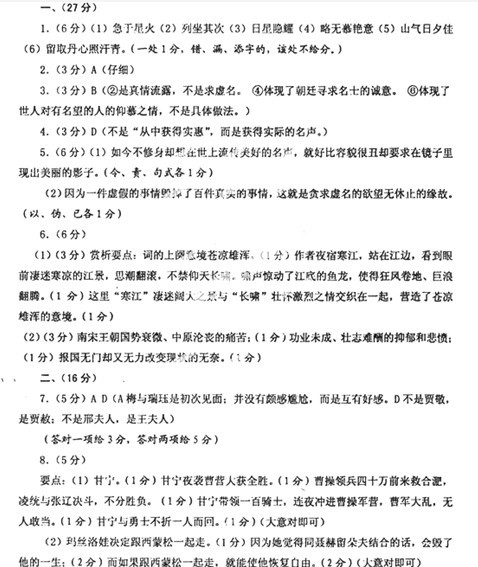 一、（27分）
1.（6分）（1）急于星火（2）列坐其次（3）日星隐耀（4）略无慕艳意（5）山气日夕佳
（6）留取丹心照汗青。（一处1分，错、漏、添字的，该处不给分。）
2.（3分）A（仔细）
3.（3分）B（②是真情流露，不是求虚名。 ④体现了朝廷寻求名士的诚意。 ⑥体现了
世人对有名望的人的仰慕之情，不是具体做法。）
4.（3分）D（不是“从中获得实惠”，而是获得实际的名声。）
5.（6分）（1）如今不修身却想在世上流传美好的名声，就好比容貌很丑却要求在镜子里
现出美丽的影子。（今、责、句式各1分）
（2）因为一件虚假的事情毁掉了百件真实的事情，这就是贪求虚名的欲望无休止的缘故。
（以、伪、已各1分）
6.（6分）
（1）（3分）赏析要点：词的上阕意境苍凉雄浑。（1分）作者夜宿寒江，站在江边，看到眼
前凄迷寒凉的江景，思潮翻滚，不禁仰天长啸。啸声惊动了江底的鱼龙，使得狂风卷地、巨浪
翻腾。（1分）这里“寒江”凄迷阔大之景与“长啸”壮怀激烈之情交织在一起，营造了苍凉
雄浑的意境。（1分）
（2）（3分）南宋王朝国势衰微、中原沦丧的痛苦；（1分）功业未成、壮志难酬的抑郁和悲愤；
（1分）报国无门却又无力改变现状的无奈。（1分）
二、（16分）
7.（5分）A D（A 梅与瑞珏是初次见面；并没有颇感尴尬，而是互有好感。D 不是贾敬，
是贾赦；不是邢夫人，是王夫人）
（答对一项给3分，答对两项给5分）
8.（5分）
要点：（1）甘宁。（1分）甘宁夜袭曹营大获全胜。（1分）曹操领兵四十万前来救合淝，
凌统与张辽决斗，不分胜负。（1分）甘宁带领一百骑士，连夜冲进曹操军营，曹军大乱，无
人敢当。（1分）甘宁与勇士不折一人而回。（1分）（大意对即可）
（2）玛丝洛娃决定跟西蒙松一起走。（1分）因为她觉得同聂赫留朵夫结合的话，会毁了
他的一生；（2分）而如果跟西蒙松一起走，就能使他恢复自由。（2分）（大意对即可）